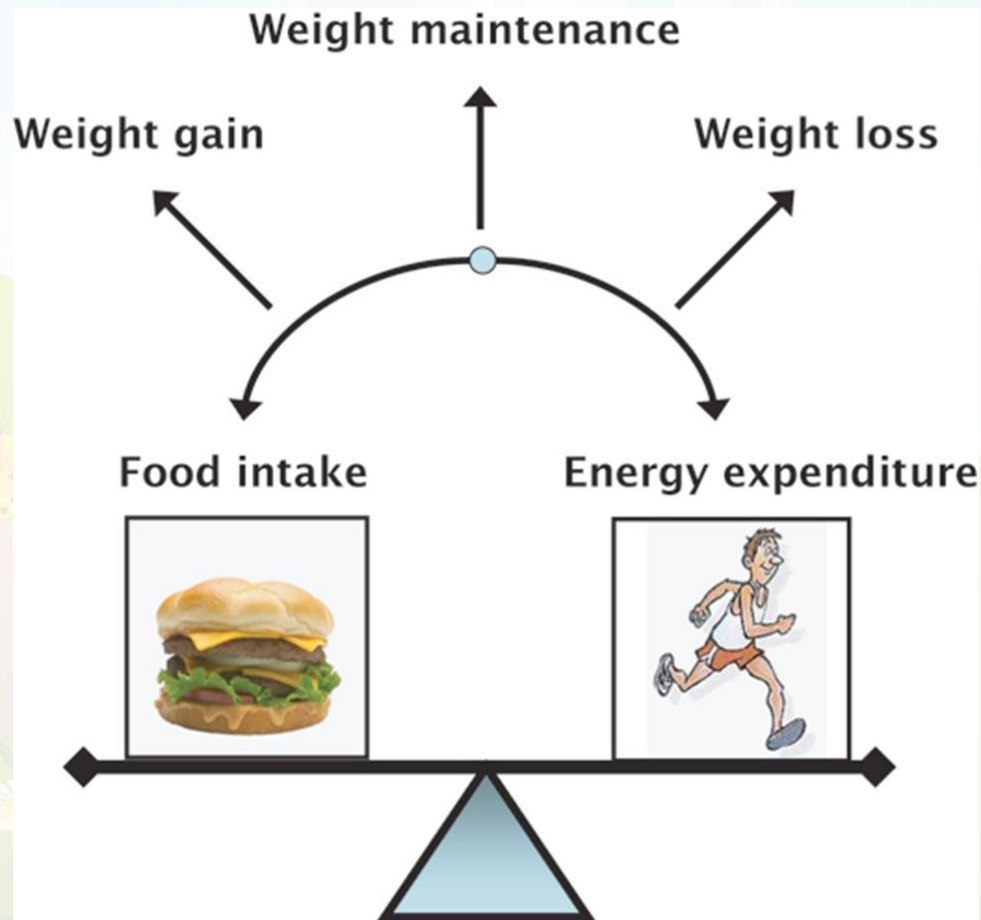 Weight maintenance
Weight gain
Weight loss
Food intake
Energy expenditure